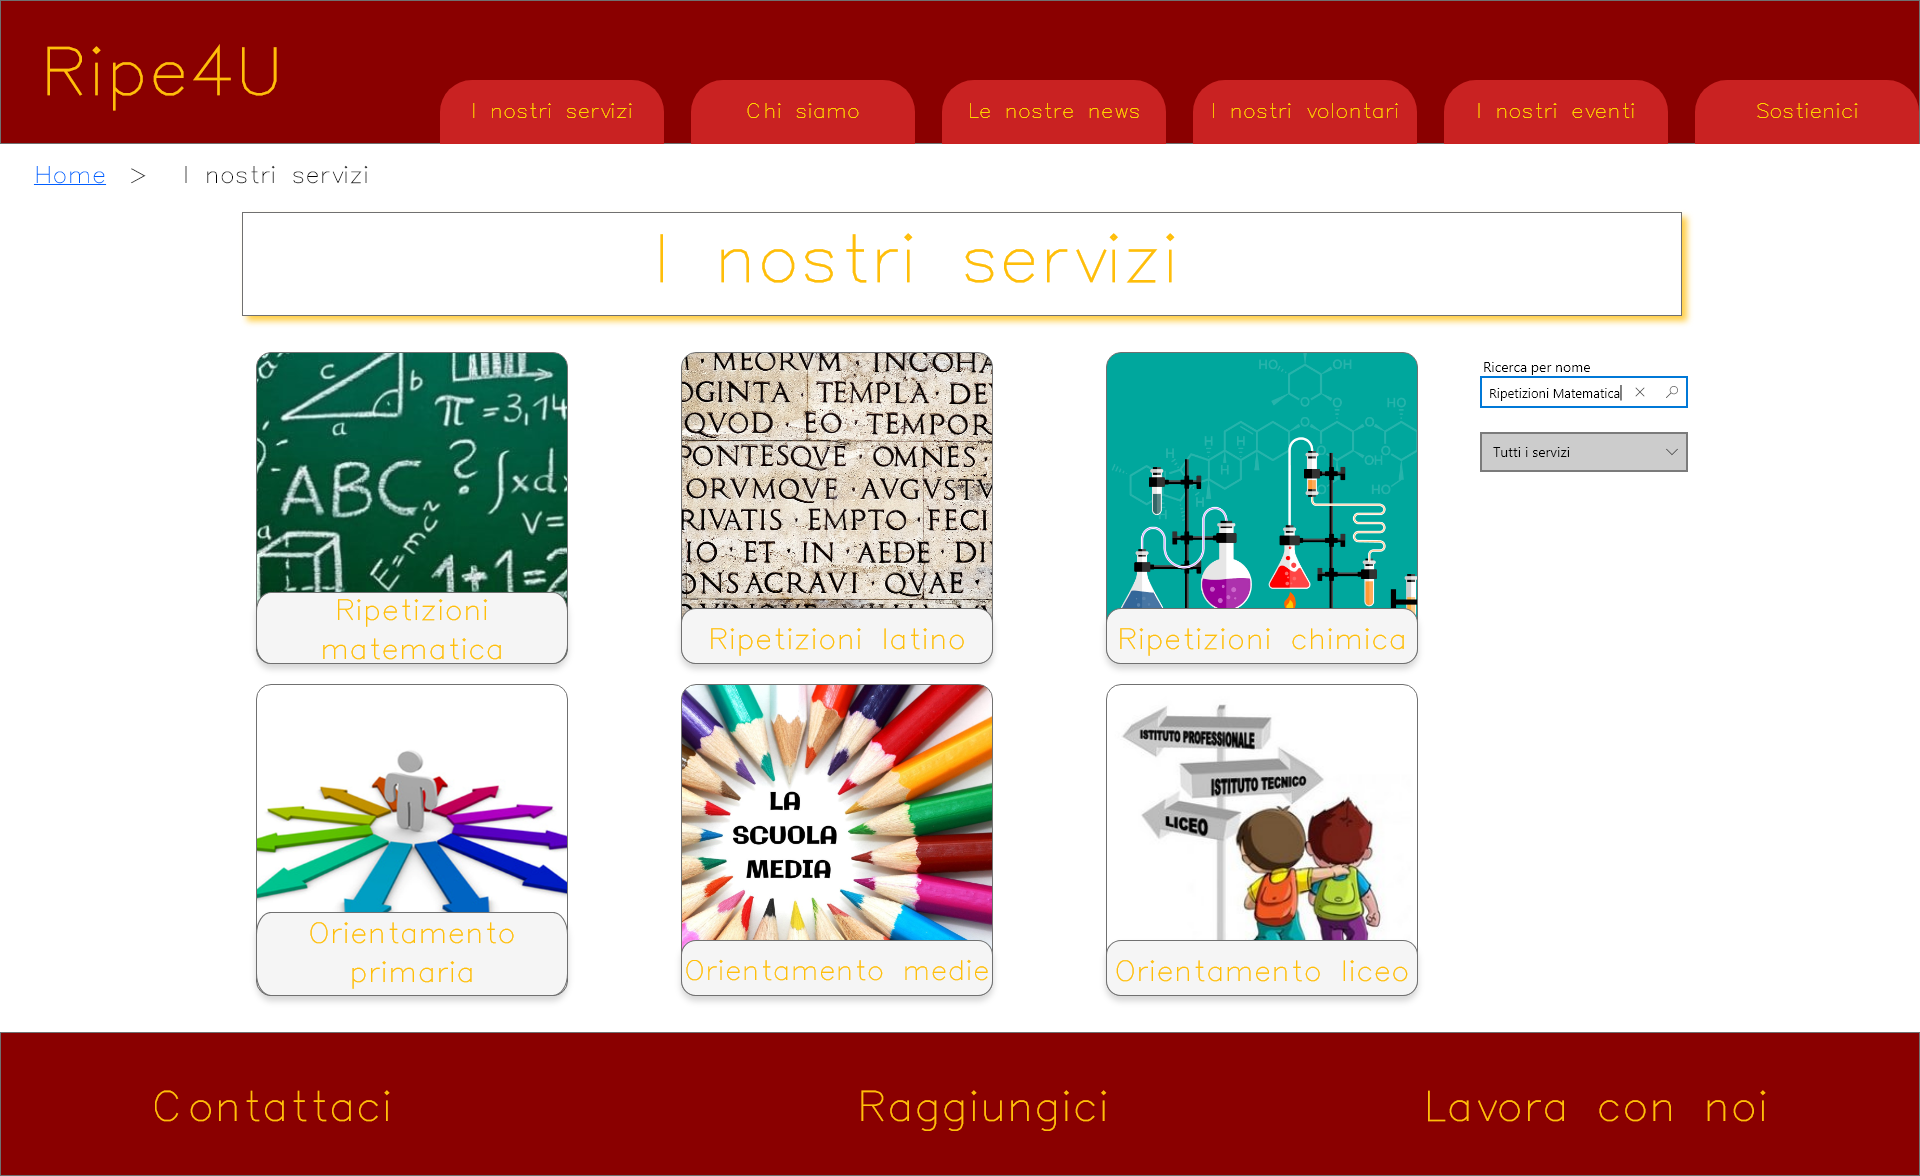 Ripe4U
I nostri servizi
Chi siamo
Le nostre news
I nostri volontari
I nostri eventi
Sostienici
Home > I nostri servizi
I nostri servizi
a
c
b
a
π =3,14
ABC
?
∫xd
E=mc²
v=
a
1+1=2
Ripetizioni
matematica
· MEORVM · INCOHA
OGINTA · TEMPLA · DE
QVOD · EO · TEMPOR
PONTESQVE · OMNES ·
ORVMQVE · AVGVSTV
RIVATIS · EMPTO · FECI
IO · ET · IN · AEDE · DI
ONSACRAVI · QVAE ·
Ripetizioni latino
HO
OH
O
O
HO
H
H
H
H
OH
HO
Ripetizioni chimica
Ricerca per nome
Ripetizioni Matematica
Tutti i servizi
Orientamento
primaria
LA
SCUOLA
MEDIA
Orientamento medie
ISTITUTO PROFESSIONALE
ISTITUTO TECNICO
LICEO
Orientamento liceo
Contattaci
Raggiungici
Lavora con noi